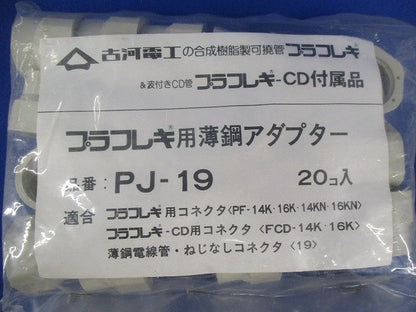 古河電工の合成樹脂製可撓管 プラフレキ
&波付きCD管 プラフレキ-CD付属品
プラフレキ用薄鋼アダプター
品番：PJ-19 20コ入
適合 プラフレキ用コネクタ〈PF-14K・16K・14KN・16KN〉
プラフレキ-CD用コネクタ〈FCD-14K・16K〉
薄鋼電線管・ねじなしコネクタ〈19〉